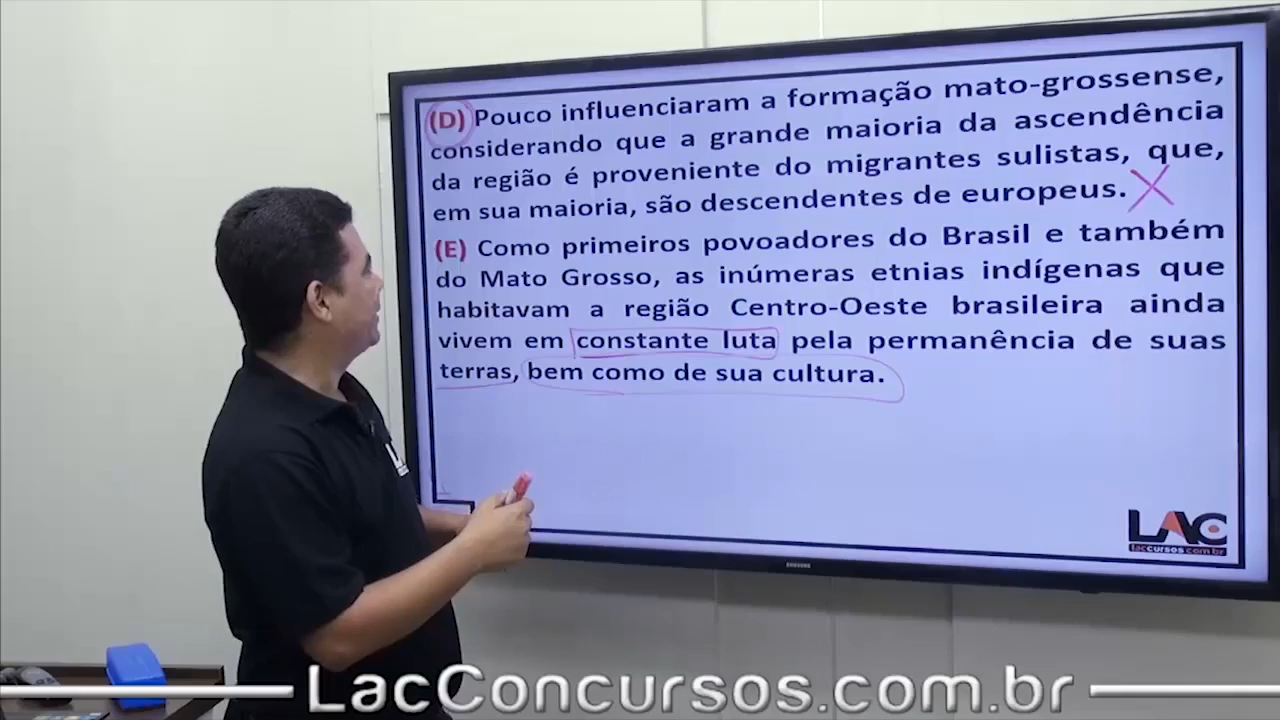 (D) Pouco influenciaram a formação mato-grossense,
considerando que a grande maioria da ascendência
da região é proveniente do migrantes sulistas, que,
em sua maioria, são descendentes de europeus.
(E) Como primeiros povoadores do Brasil e também
do Mato Grosso, as inúmeras etnias indígenas que
habitavam a região Centro-Oeste brasileira ainda
vivem em constante luta pela permanência de suas
terras, bem como de sua cultura.
LAC
laccursos.com.br
SAMSUNG
LacConcursos.com.br